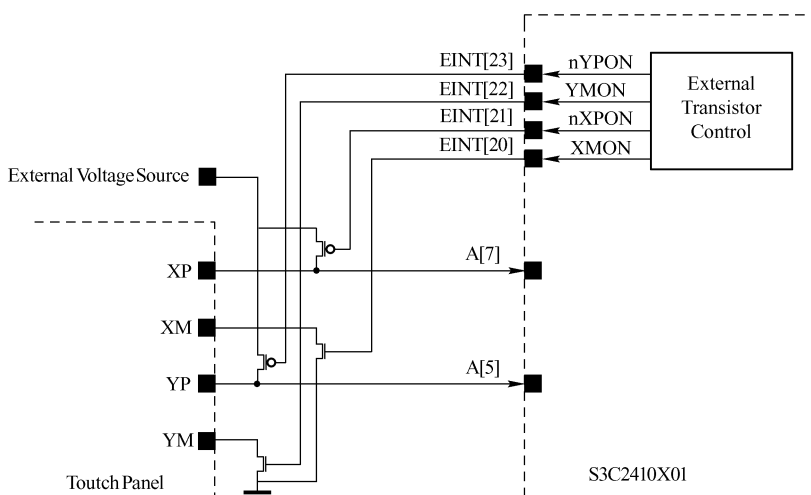 EINT[23]
nYPON
EINT[22]
YMON
EINT[21]
nXPON
EINT[20]
XMON
External
Transistor
Control
External Voltage Source
XP
A[7]
XM
YP
A[5]
YM
Toutch Panel
S3C2410X01